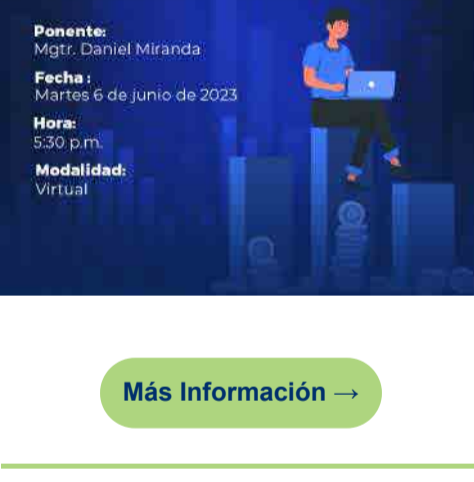 Ponente:
Mgtr. Daniel Miranda
Fecha :
Martes 6 de junio de 2023
Hora:
5:30 p.m.
Modalidad:
Virtual
Más Información →